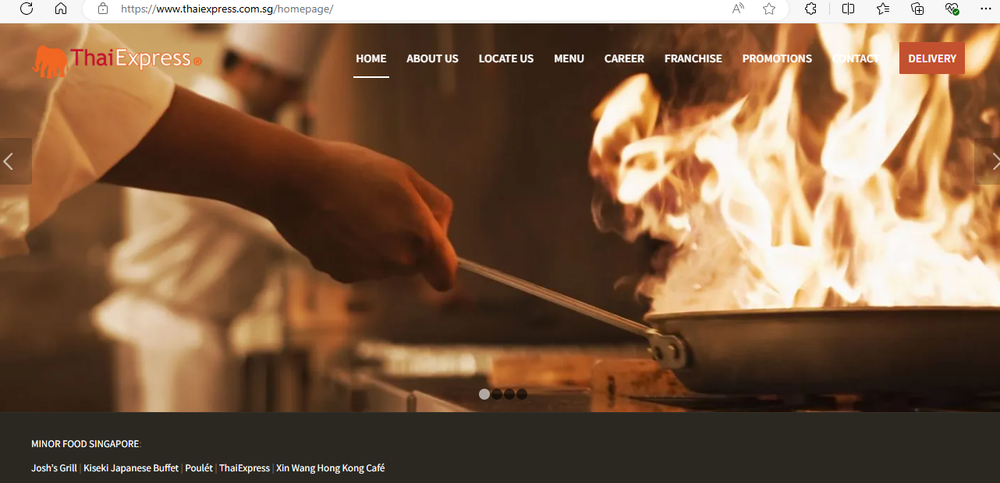 https://www.thaiexpress.com.sg/homepage/
ThaiExpress®
HOME ABOUT US LOCATE US MENU CAREER FRANCHISE PROMOTIONS CONTACT DELIVERY
MINOR FOOD SINGAPORE:
Josh's Grill | Kiseki Japanese Buffet | Poulét | ThaiExpress | Xin Wang Hong Kong Café